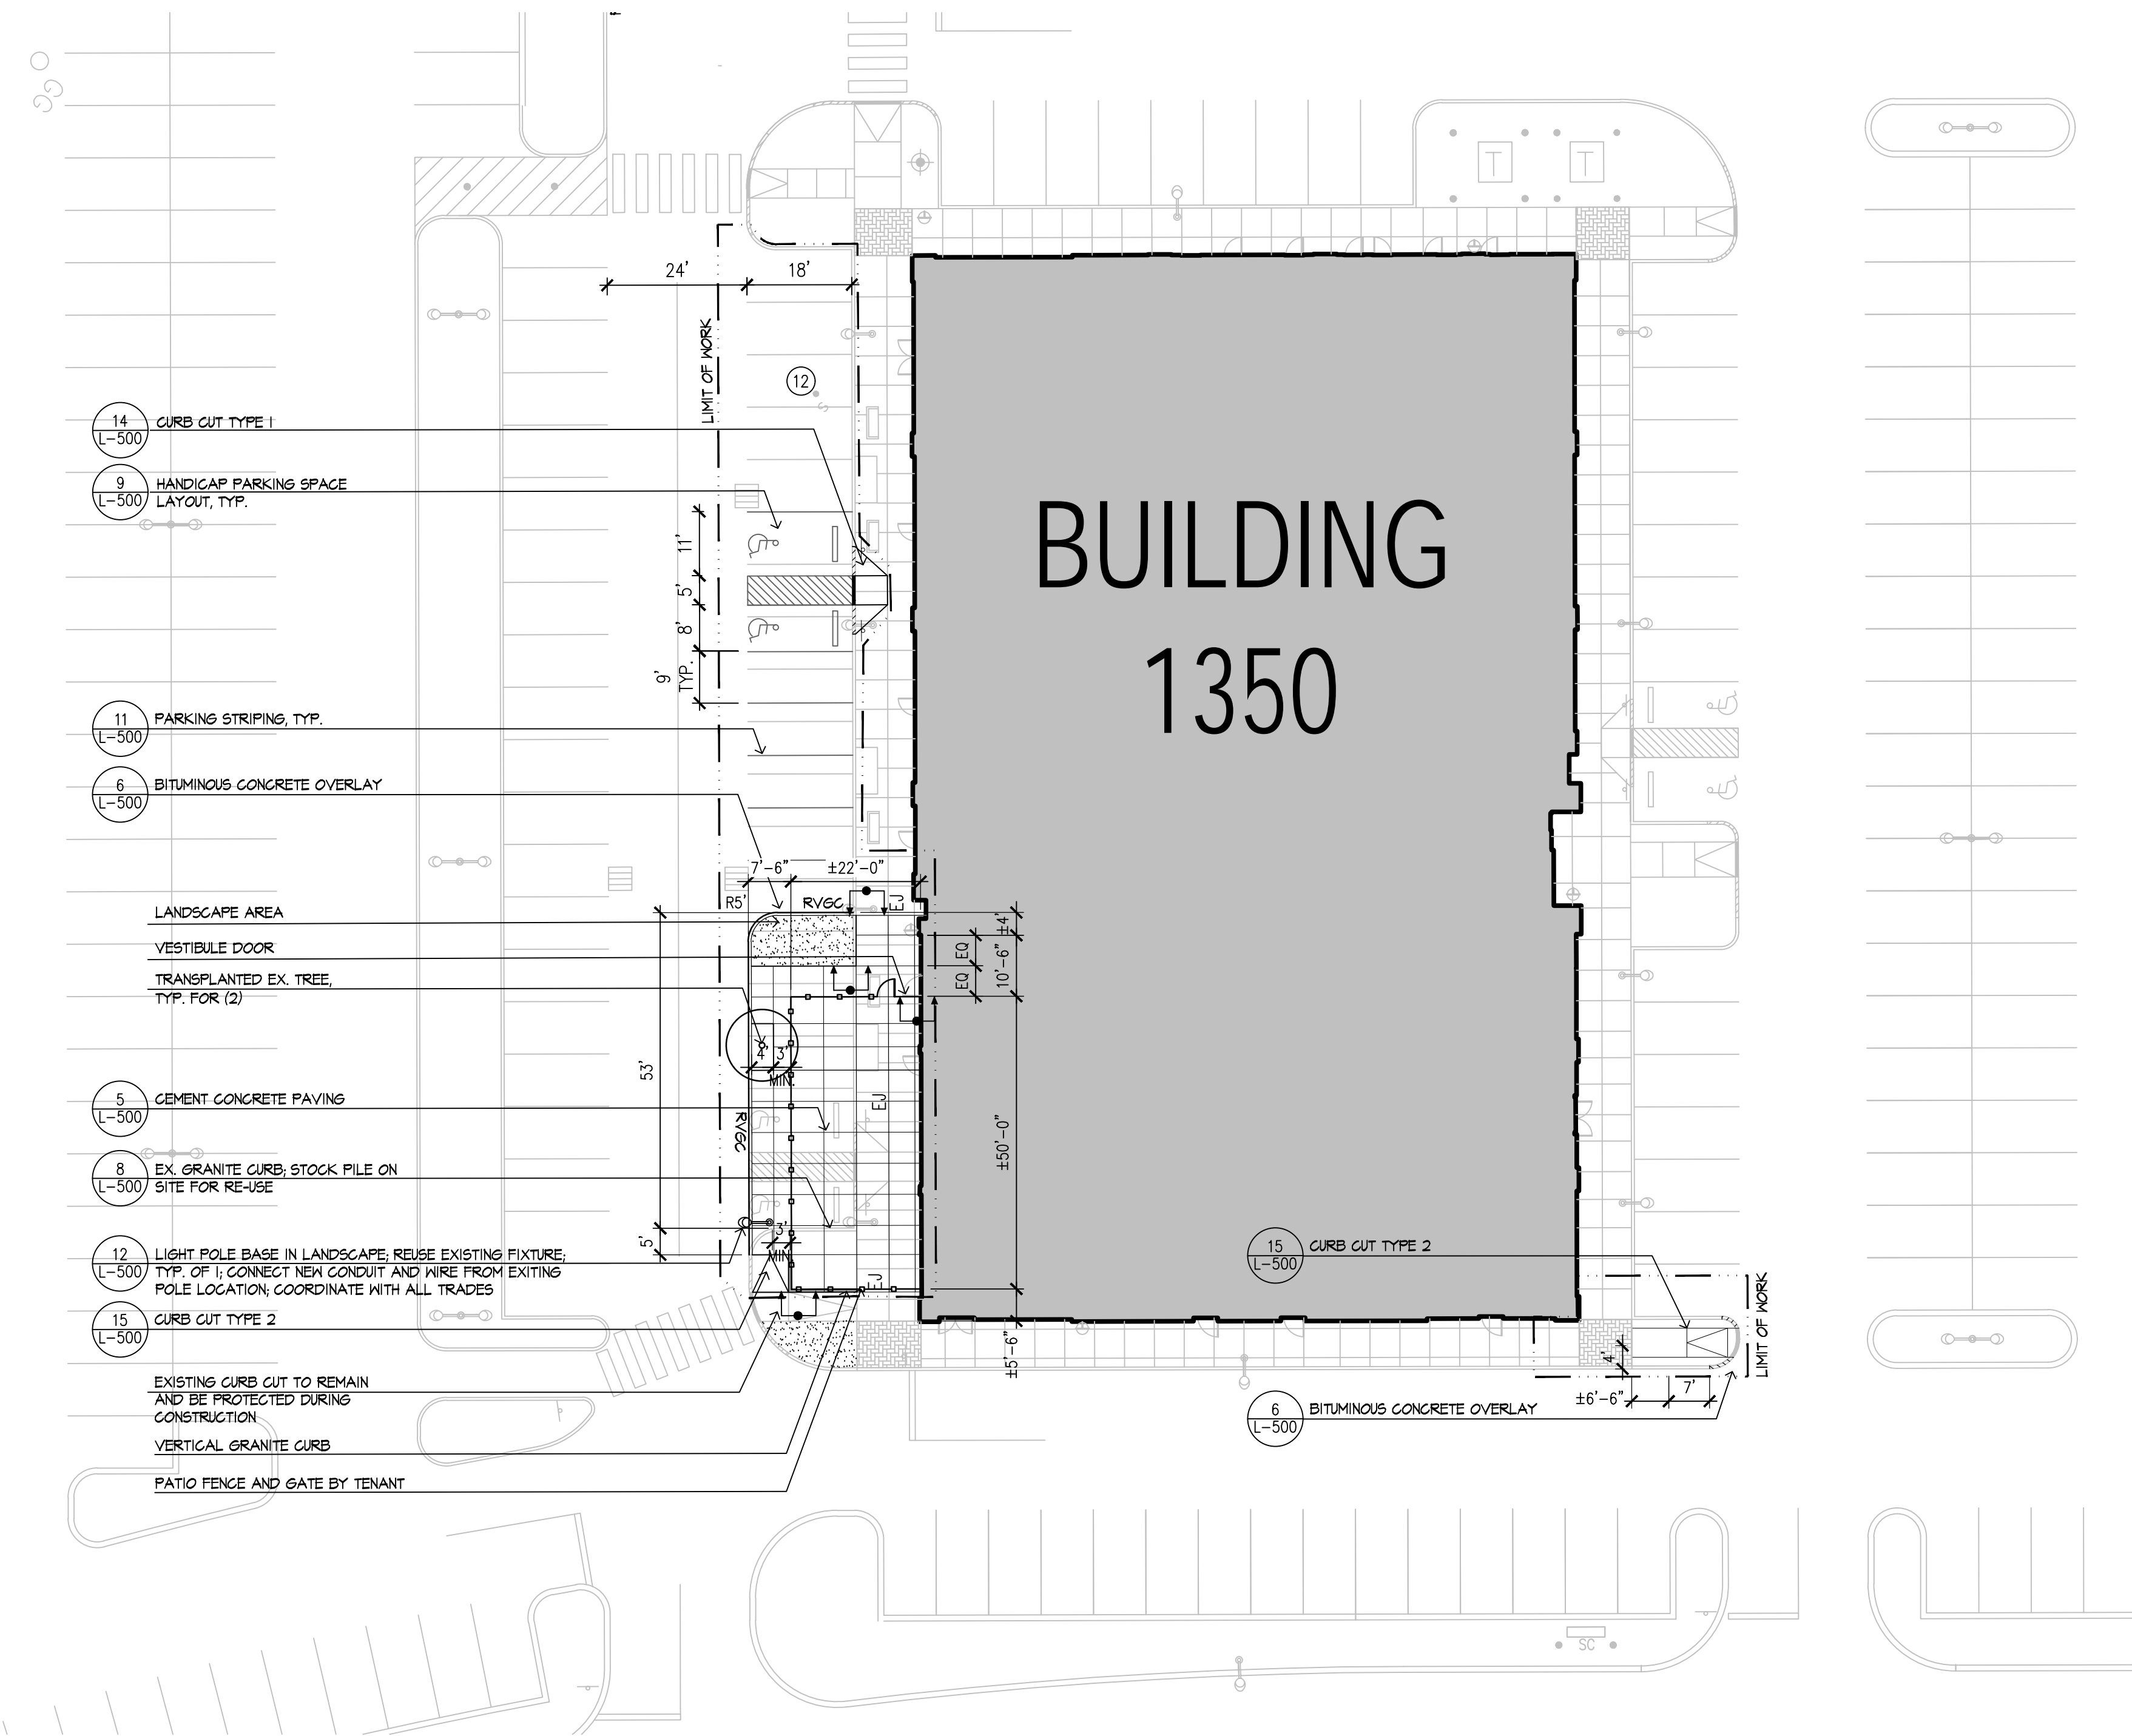 24'
18'
LIMIT OF WORK
12
14
L-500
CURB CUT TYPE 1
9
L-500
HANDICAP PARKING SPACE
LAYOUT, TYP.
11'
5'
8'
9'
TYP.
BUILDING
1350
T
T
11
L-500
PARKING STRIPING, TYP.
6
L-500
BITUMINOUS CONCRETE OVERLAY
7'-6"
±22'-0"
R5'
RVGC
EJ
±4'
LANDSCAPE AREA
EQ
EQ
10'-6"
VESTIBULE DOOR
TRANSPLANTED EX. TREE,
TYP. FOR (2)
4'
3'
MIN.
53'
5
L-500
CEMENT CONCRETE PAVING
EJ
RVGC
±50'-0"
8
L-500
EX. GRANITE CURB; STOCK PILE ON
SITE FOR RE-USE
3'
MIN.
5'
EJ
12
L-500
LIGHT POLE BASE IN LANDSCAPE; REUSE EXISTING FIXTURE;
TYP. OF 1; CONNECT NEW CONDUIT AND WIRE FROM EXITING
POLE LOCATION; COORDINATE WITH ALL TRADES
15
L-500
CURB CUT TYPE 2
±5'-6"
15
L-500
CURB CUT TYPE 2
LIMIT OF WORK
4'
±6'-6"
7'
EXISTING CURB CUT TO REMAIN
AND BE PROTECTED DURING
CONSTRUCTION
6
L-500
BITUMINOUS CONCRETE OVERLAY
VERTICAL GRANITE CURB
PATIO FENCE AND GATE BY TENANT
SC